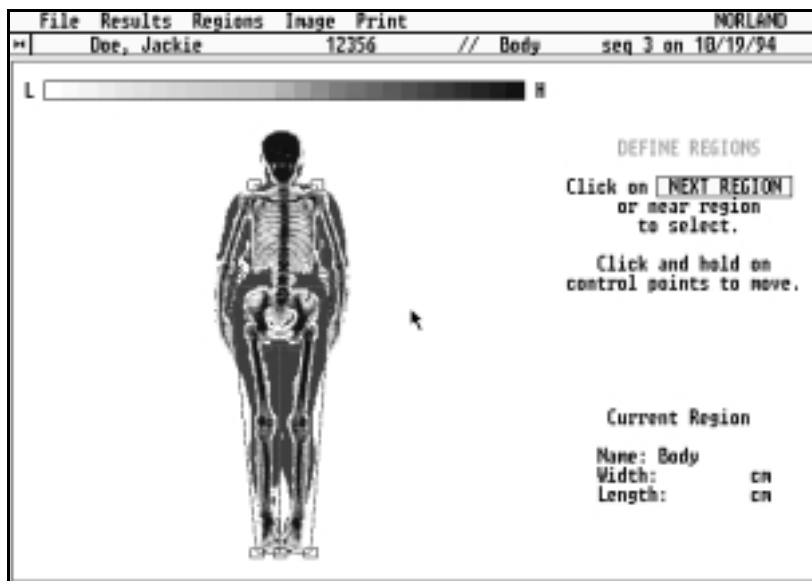 File Results Regions Image Print NORLAND
Doe, Jackie 12356 // Body seq 3 on 10/19/94
L H
DEFINE REGIONS
Click on NEXT REGION
or near region
to select.
Click and hold on
control points to move.
Current Region
Name: Body
Width: cm
Length: cm